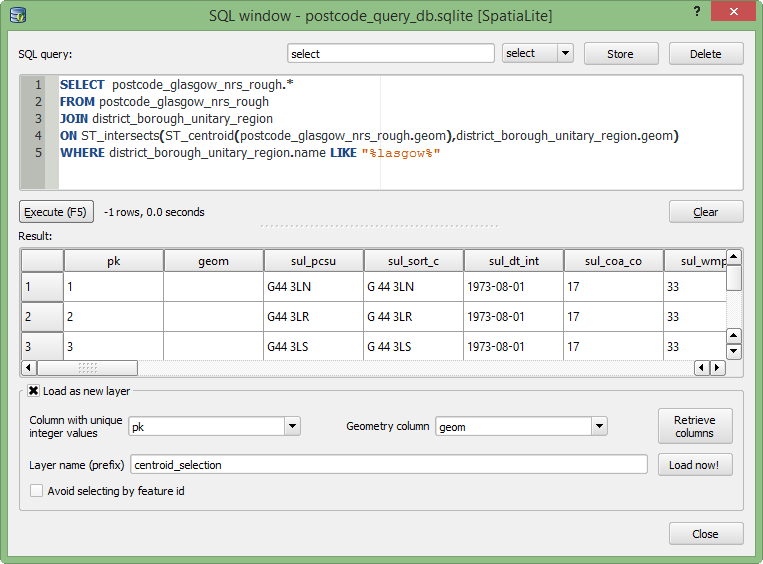 SQL window - postcode_query_db.sqlite [SpatiaLite]
?
SQL query: select select Store Delete
1 SELECT postcode_glasgow_nrs_rough.*
2 FROM postcode_glasgow_nrs_rough
3 JOIN district_borough_unitary_region
4 ON ST_intersects(ST_centroid(postcode_glasgow_nrs_rough.geom),district_borough_unitary_region.geom)
5 WHERE district_borough_unitary_region.name LIKE "%lasgow%"
Execute (F5) -1 rows, 0.0 seconds Clear
Result:
pk geom sul_pcsu sul_sort_c sul_dt_int sul_coa_co sul_wmp
1 1 G44 3LN G 44 3LN 1973-08-01 17 33
2 2 G44 3LR G 44 3LR 1973-08-01 17 33
3 3 G44 3LS G 44 3LS 1973-08-01 17 33
Load as new layer
Column with unique
integer values pk Geometry column geom Retrieve
columns
Layer name (prefix) centroid_selection Load now!
Avoid selecting by feature id
Close